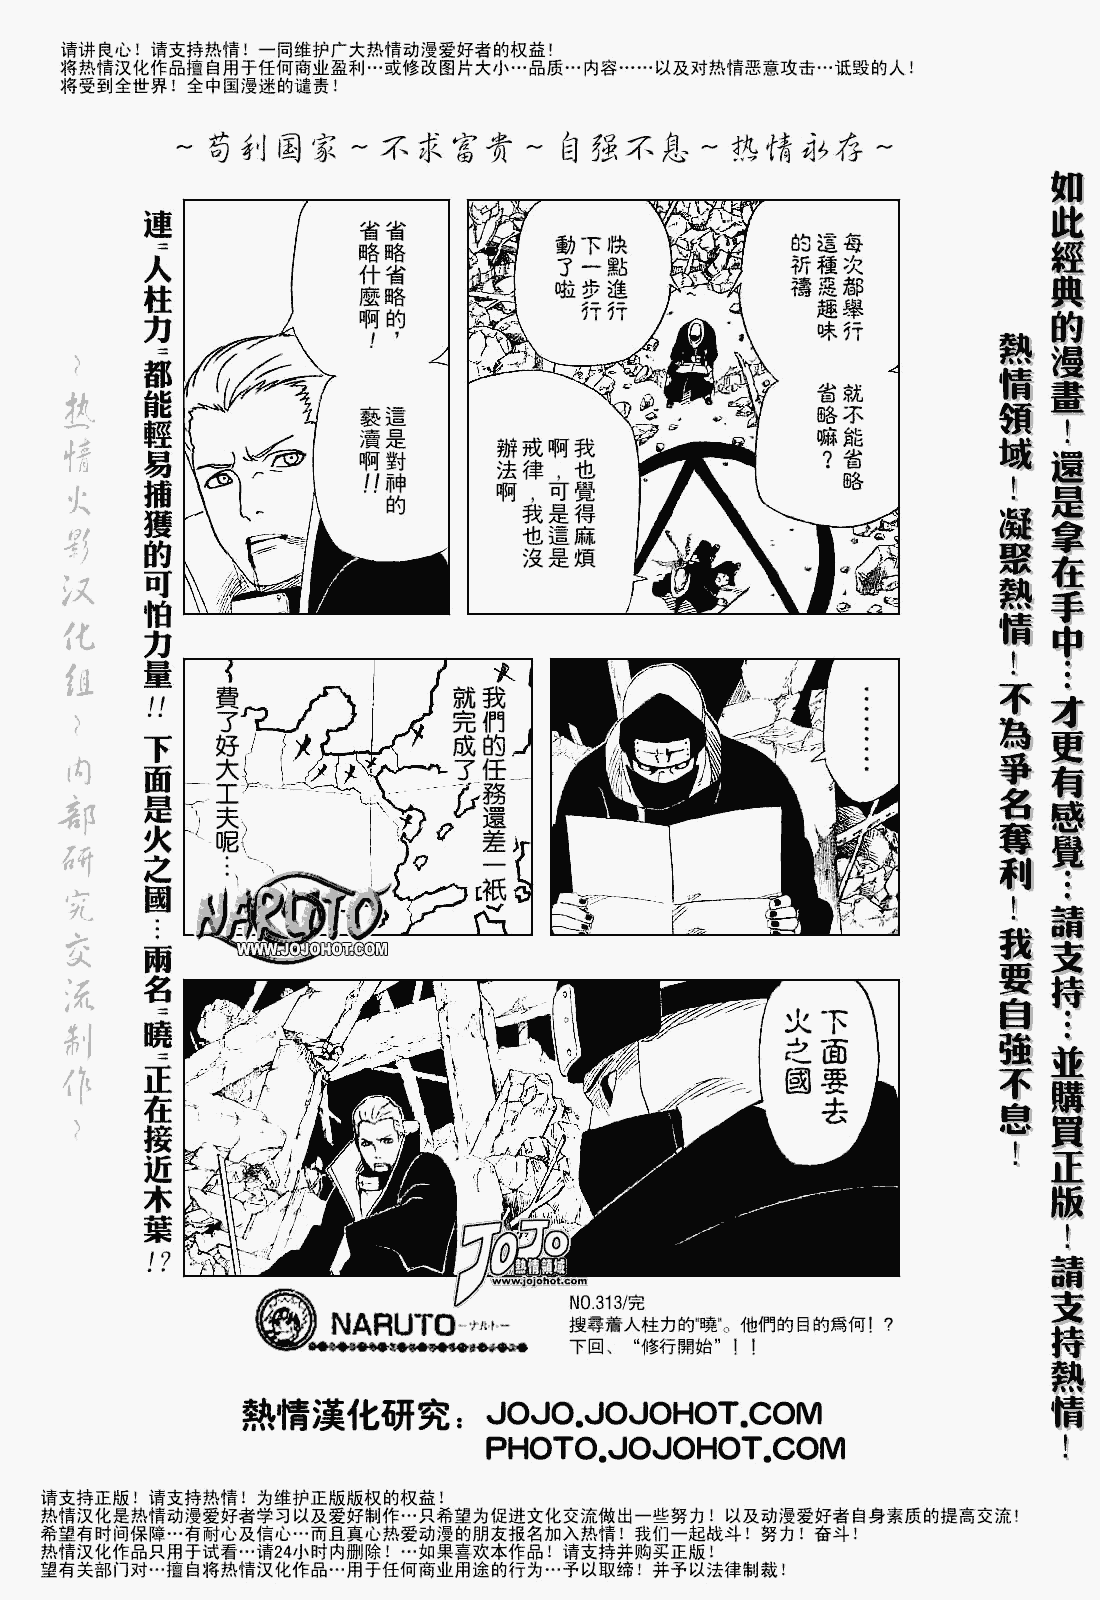 请讲良心！请支持热情！一同维护广大热情动漫爱好者的权益！
将热情汉化作品擅自用于任何商业盈利…或修改图片大小…品质…内容……以及对热情恶意攻击…诋毁的人！
将受到全世界！全中国漫迷的谴责！
～苟利国家～不求富贵～自强不息～热情永存～
如此經典的漫畫！還是拿在手中…才更有感覺…請支持…並購買正版！請支持熱情！
熱情領域！凝聚熱情！不為爭名奪利！我要自強不息！
每次都舉行
這種惡趣味
的祈禱
就不能省略
省略嘛？
快點進行
下一步行
動了啦
我也覺得麻煩
啊，可是這是
戒律，我也沒
辦法啊
省略省略的，
省略什麼啊！
這是對神的
褻瀆啊！！
………
我們的任務還差一祇
就完成了
費了好大工夫呢…
NARUTO
WWW.JOJOHOT.COM
下面要去
火之國
JOJO
熱情領域
www.jojohot.com
連〝人柱力〞都能輕易捕獲的可怕力量!!下面是火之國…兩名〝曉〞正在接近木葉!?
～热情火影汉化组～内部研究交流制作～
NARUTO—ナルト—
NO.313/完
搜尋着人柱力的"曉"。他們的目的爲何！？
下回、“修行開始”！！
熱情漢化研究：JOJO.JOJOHOT.COM
PHOTO.JOJOHOT.COM
请支持正版！请支持热情！为维护正版版权的权益！
热情汉化是热情动漫爱好者学习以及爱好制作…只希望为促进文化交流做出一些努力！以及动漫爱好者自身素质的提高交流！
希望有时间保障…有耐心及信心…而且真心热爱动漫的朋友报名加入热情！我们一起战斗！努力！奋斗！
热情汉化作品只用于试看…请24小时内删除！…如果喜欢本作品！请支持并购买正版！
望有关部门对…擅自将热情汉化作品…用于任何商业用途的行为…予以取缔！并予以法律制裁！